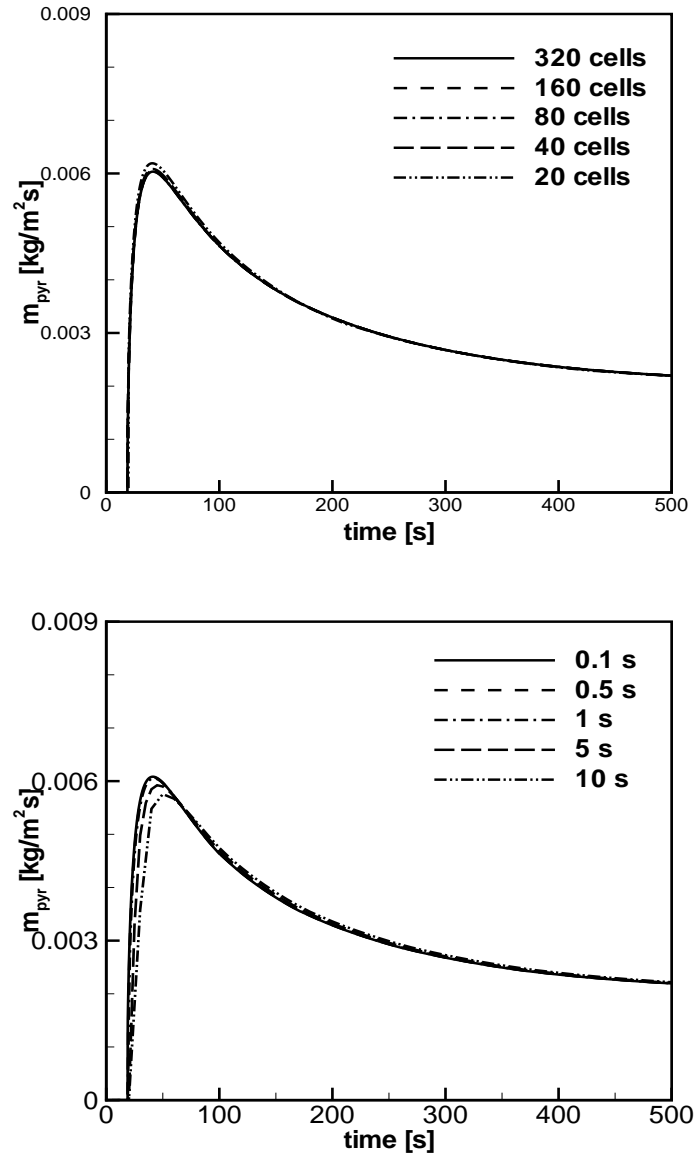 0.009
320 cells
160 cells
80 cells
40 cells
20 cells
0.006
m_pyr [kg/m²s]
0.003
0
0 100 200 300 400 500
time [s]
0.009
0.1 s
0.5 s
1 s
5 s
10 s
0.006
m_pyr [kg/m²s]
0.003
0
0 100 200 300 400 500
time [s]